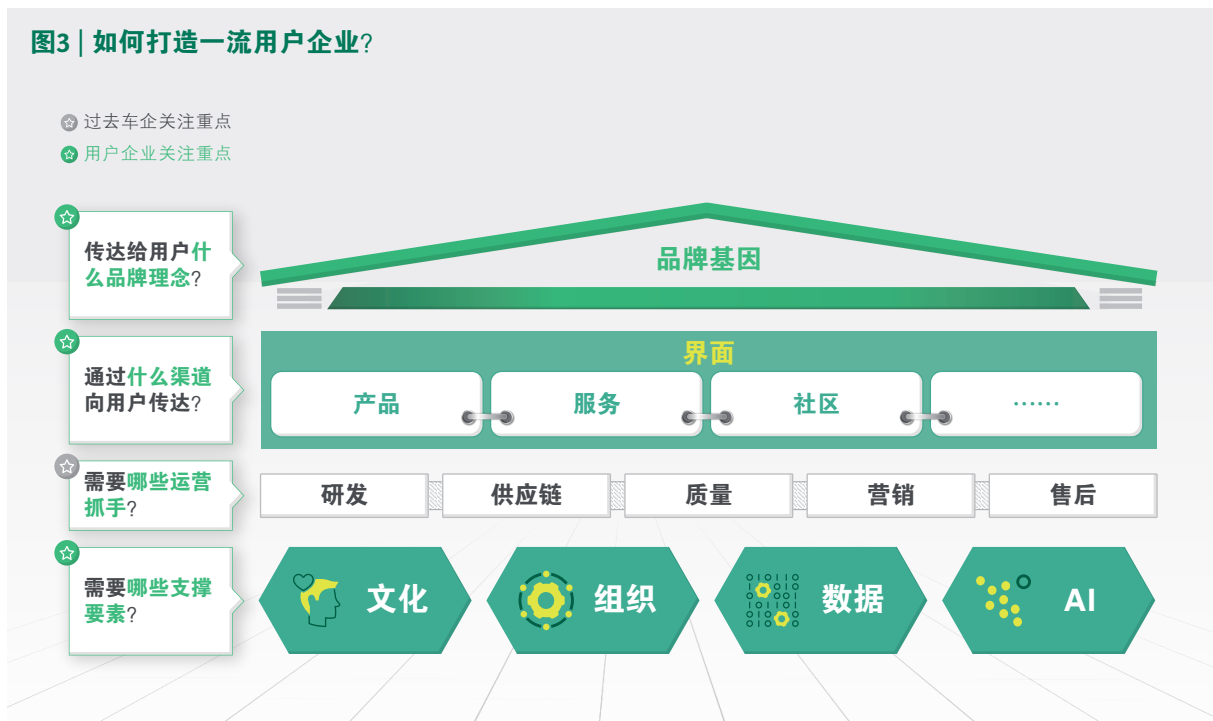 图3 | 如何打造一流用户企业?
过去车企关注重点
用户企业关注重点
传达给用户什
么品牌理念?
品牌基因
通过什么渠道
向用户传达?
界面
产品
服务
社区
……
需要哪些运营
抓手?
研发
供应链
质量
营销
售后
需要哪些支撑
要素?
文化
组织
数据
AI